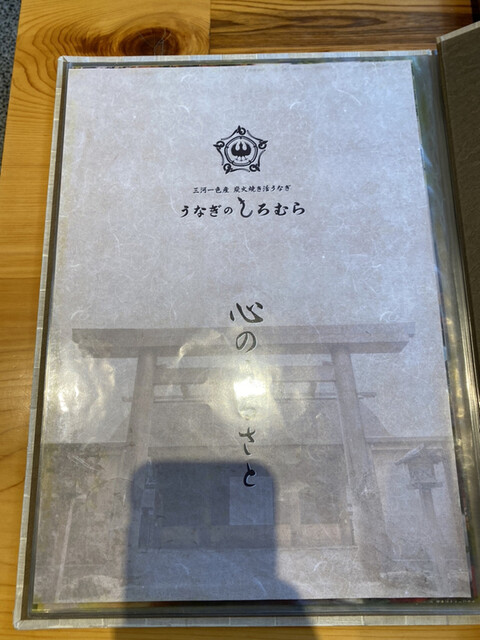 三河一色産 炭火焼き活うなぎ
うなぎのしろむら
心の さと